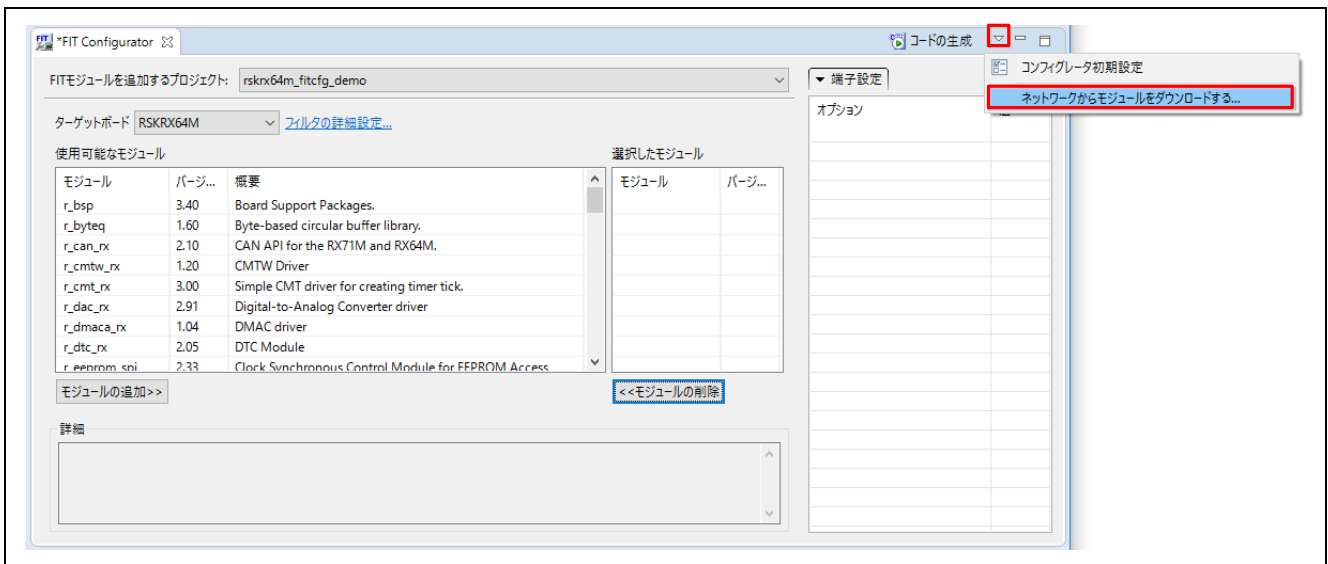 *FIT Configurator
コードの生成
コンフィグレータ初期設定
ネットワークからモジュールをダウンロードする...
FITモジュールを追加するプロジェクト: rskrx64m_fitcfg_demo
端子設定
オプション
ターゲットボード RSKRX64M フィルタの詳細設定...
使用可能なモジュール
選択したモジュール
モジュール バージ... 概要
モジュール バージ...
r_bsp 3.40 Board Support Packages.
r_byteq 1.60 Byte-based circular buffer library.
r_can_rx 2.10 CAN API for the RX71M and RX64M.
r_cmtw_rx 1.20 CMTW Driver
r_cmt_rx 3.00 Simple CMT driver for creating timer tick.
r_dac_rx 2.91 Digital-to-Analog Converter driver
r_dmaca_rx 1.04 DMAC driver
r_dtc_rx 2.05 DTC Module
r_eeprom_spi 2.33 Clock Synchronous Control Module for EEPROM Access
モジュールの追加>>
<<モジュールの削除
詳細